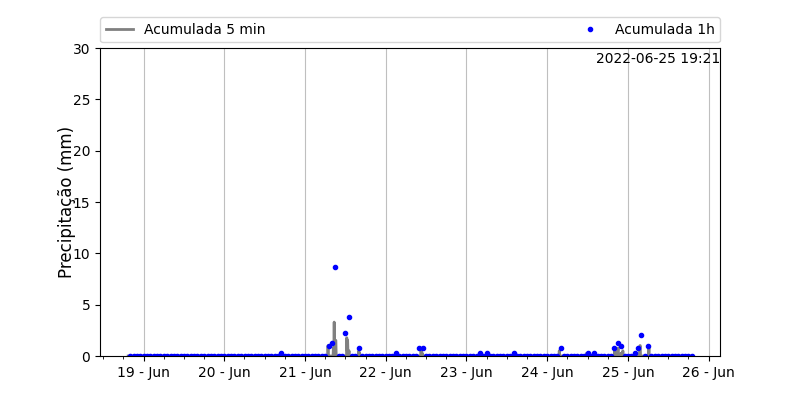 Acumulada 5 min
Acumulada 1h
2022-06-25 19:21
Precipitação (mm)
30
25
20
15
10
5
0
19 - Jun
20 - Jun
21 - Jun
22 - Jun
23 - Jun
24 - Jun
25 - Jun
26 - Jun